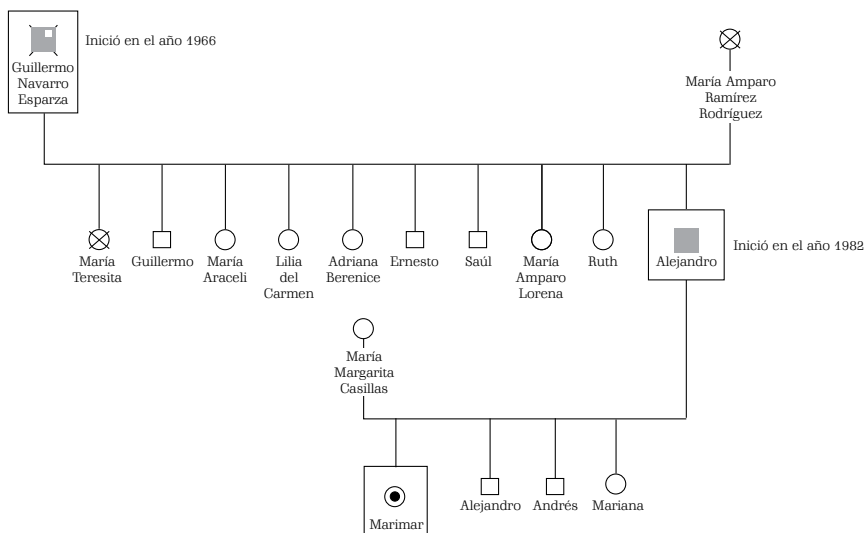 Inició en el año 1966
Guillermo
Navarro
Esparza
María Amparo
Ramírez
Rodríguez
María
Teresita
Guillermo
María
Araceli
Lilia
del
Carmen
Adriana
Berenice
Ernesto
Saúl
María
Amparo
Lorena
Ruth
Alejandro
Inició en el año 1982
María
Margarita
Casillas
Marimar
Alejandro
Andrés
Mariana